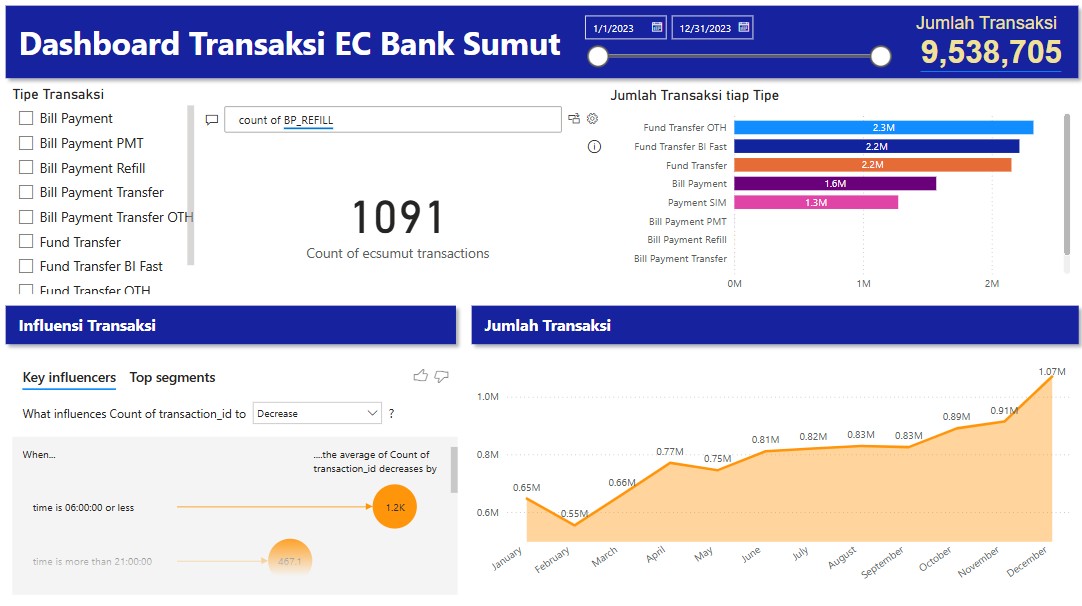 Dashboard Transaksi EC Bank Sumut
1/1/2023
12/31/2023
Jumlah Transaksi
9,538,705
Tipe Transaksi
Bill Payment
Bill Payment PMT
Bill Payment Refill
Bill Payment Transfer
Bill Payment Transfer OTH
Fund Transfer
Fund Transfer BI Fast
Fund Transfer OTH
count of BP_REFILL
1091
Count of ecsumut transactions
Jumlah Transaksi tiap Tipe
Fund Transfer OTH 2.3M
Fund Transfer BI Fast 2.2M
Fund Transfer 2.2M
Bill Payment 1.6M
Payment SIM 1.3M
Bill Payment PMT
Bill Payment Refill
Bill Payment Transfer
0M 1M 2M
Influensi Transaksi
Key influencers Top segments
What influences Count of transaction_id to Decrease ?
When...
....the average of Count of
transaction_id decreases by
time is 06:00:00 or less 1.2K
time is more than 21:00:00 467.1
Jumlah Transaksi
1.0M
0.8M
0.6M
0.65M
0.55M
0.66M
0.77M
0.75M
0.81M
0.82M
0.83M
0.83M
0.89M
0.91M
1.07M
January
February
March
April
May
June
July
August
September
October
November
December